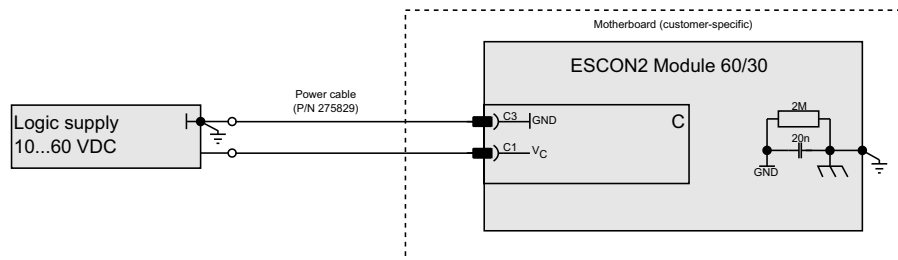 Motherboard (customer-specific)
ESCON2 Module 60/30
Power cable
(P/N 275829)
Logic supply
10...60 VDC
C3
GND
C
C1
VC
2M
20n
GND